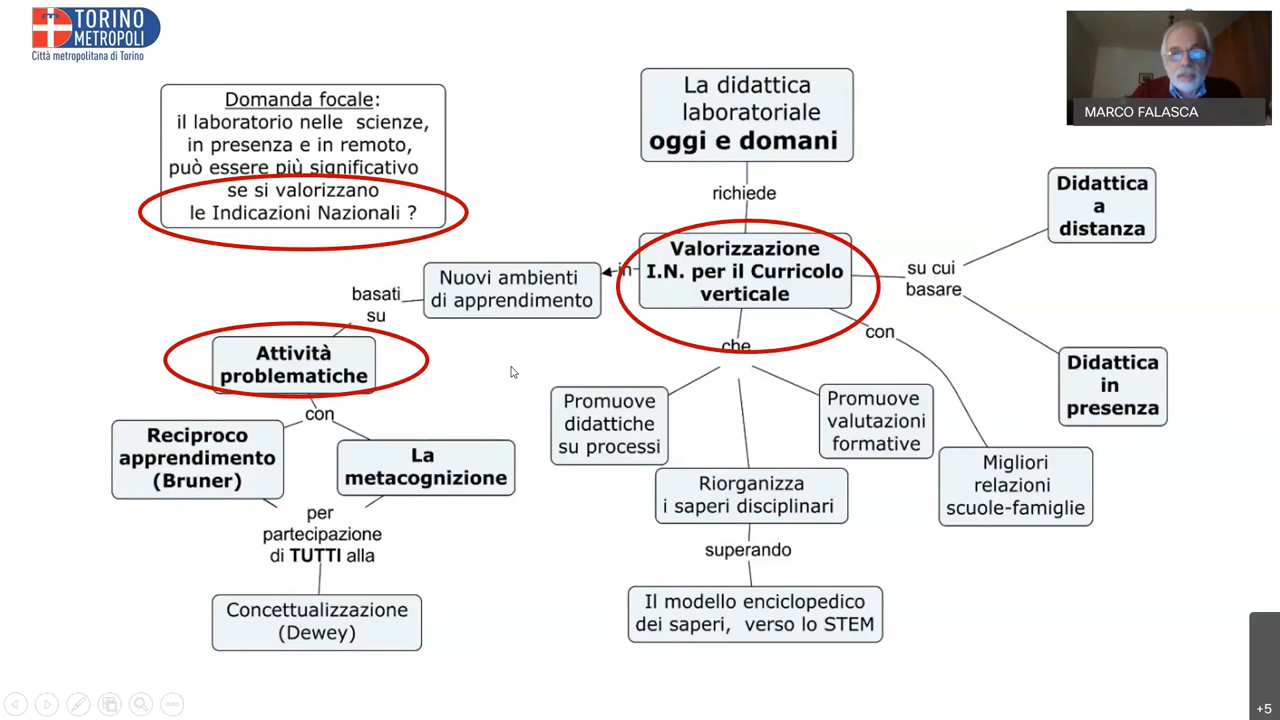 TORINO
METROPOLI
Città metropolitana di Torino
MARCO FALASCA
Domanda focale:
il laboratorio nelle scienze,
in presenza e in remoto,
può essere più significativo
se si valorizzano
le Indicazioni Nazionali ?
La didattica
laboratoriale
oggi e domani
richiede
Valorizzazione
I.N. per il Curricolo
verticale
in
Nuovi ambienti
di apprendimento
basati
su
Attività
problematiche
con
Reciproco
apprendimento
(Bruner)
La
metacognizione
per
partecipazione
di TUTTI alla
Concettualizzazione
(Dewey)
che
Promuove
didattiche
su processi
Riorganizza
i saperi disciplinari
superando
Il modello enciclopedico
dei saperi, verso lo STEM
Promuove
valutazioni
formative
con
Migliori
relazioni
scuole-famiglie
su cui
basare
Didattica
a
distanza
Didattica
in
presenza
+5